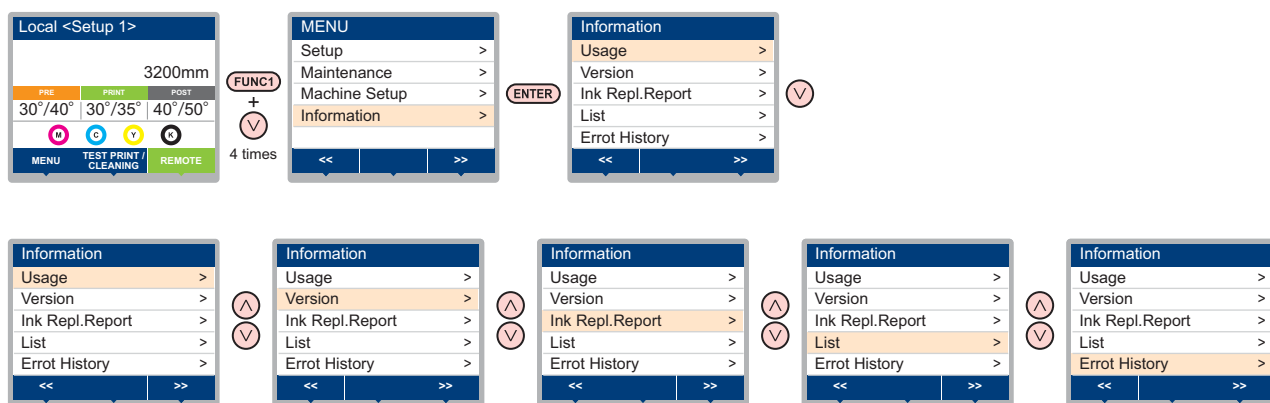 Local <Setup 1>
3200mm
PRE PRINT POST
30°/40° 30°/35° 40°/50°
M C Y K
MENU TEST PRINT / CLEANING REMOTE
FUNC1
+
4 times
MENU
Setup >
Maintenance >
Machine Setup >
Information >
<< >>
ENTER
Information
Usage >
Version >
Ink Repl.Report >
List >
Errot History >
<< >>
Information
Usage >
Version >
Ink Repl.Report >
List >
Errot History >
<< >>
Information
Usage >
Version >
Ink Repl.Report >
List >
Errot History >
<< >>
Information
Usage >
Version >
Ink Repl.Report >
List >
Errot History >
<< >>
Information
Usage >
Version >
Ink Repl.Report >
List >
Errot History >
<< >>
Information
Usage >
Version >
Ink Repl.Report >
List >
Errot History >
<< >>